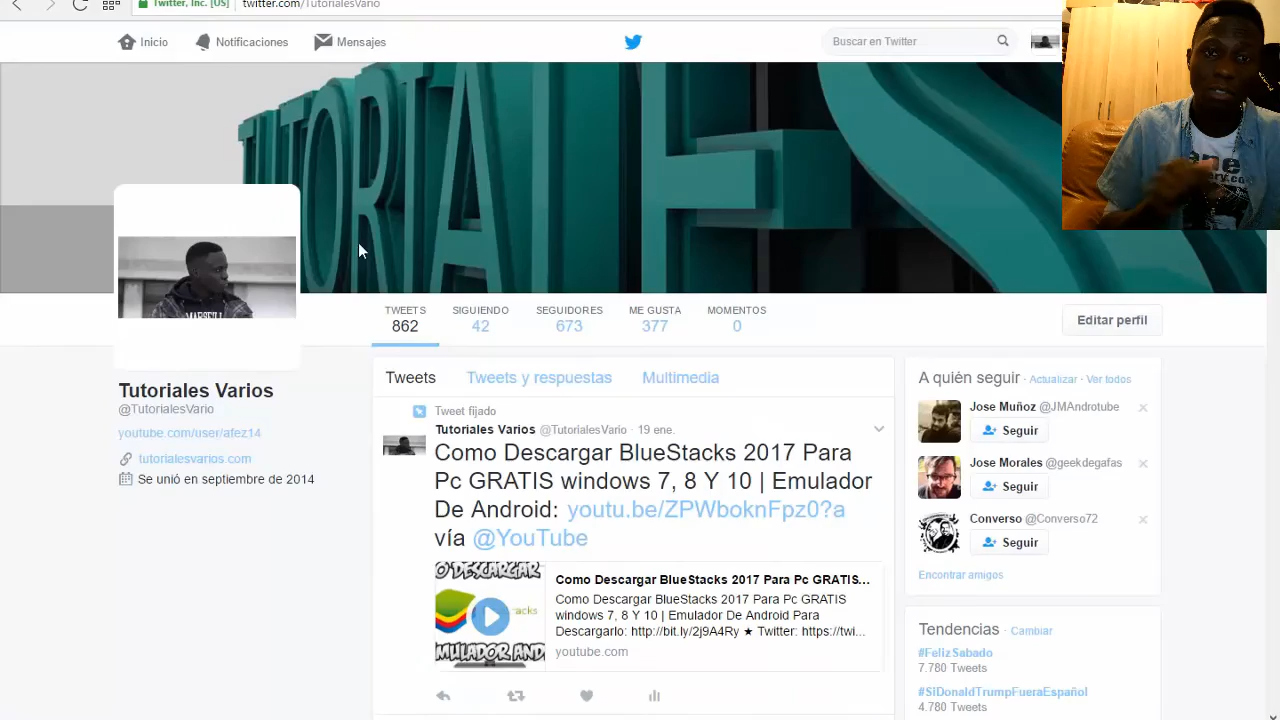 Twitter, Inc. [US]
twitter.com/TutorialesVario
Inicio
Notificaciones
Mensajes
Buscar en Twitter
TUTORIALES
TWEETS
862
SIGUIENDO
42
SEGUIDORES
673
ME GUSTA
377
MOMENTOS
0
Editar perfil
Tutoriales Varios
@TutorialesVario
youtube.com/user/afez14
tutorialesvarios.com
Se unió en septiembre de 2014
Tweets
Tweets y respuestas
Multimedia
Tweet fijado
Tutoriales Varios @TutorialesVario · 19 ene.
Como Descargar BlueStacks 2017 Para
Pc GRATIS windows 7, 8 Y 10 | Emulador
De Android: youtu.be/ZPWboknFpz0?a
vía @YouTube
O DESCARGAR
acks
MULADOR AND
Como Descargar BlueStacks 2017 Para Pc GRATIS...
Como Descargar BlueStacks 2017 Para Pc GRATIS
windows 7, 8 Y 10 | Emulador De Android Para
Descargarlo: http://bit.ly/2j9A4Ry ★ Twitter: https://twi...
youtube.com
A quién seguir · Actualizar · Ver todos
Jose Muñoz @JMAndrotube
Seguir
Jose Morales @geekdegafas
Seguir
Converso @Converso72
Seguir
Encontrar amigos
Tendencias · Cambiar
#FelizSabado
7.780 Tweets
#SiDonaldTrumpFueraEspañol
4.780 Tweets